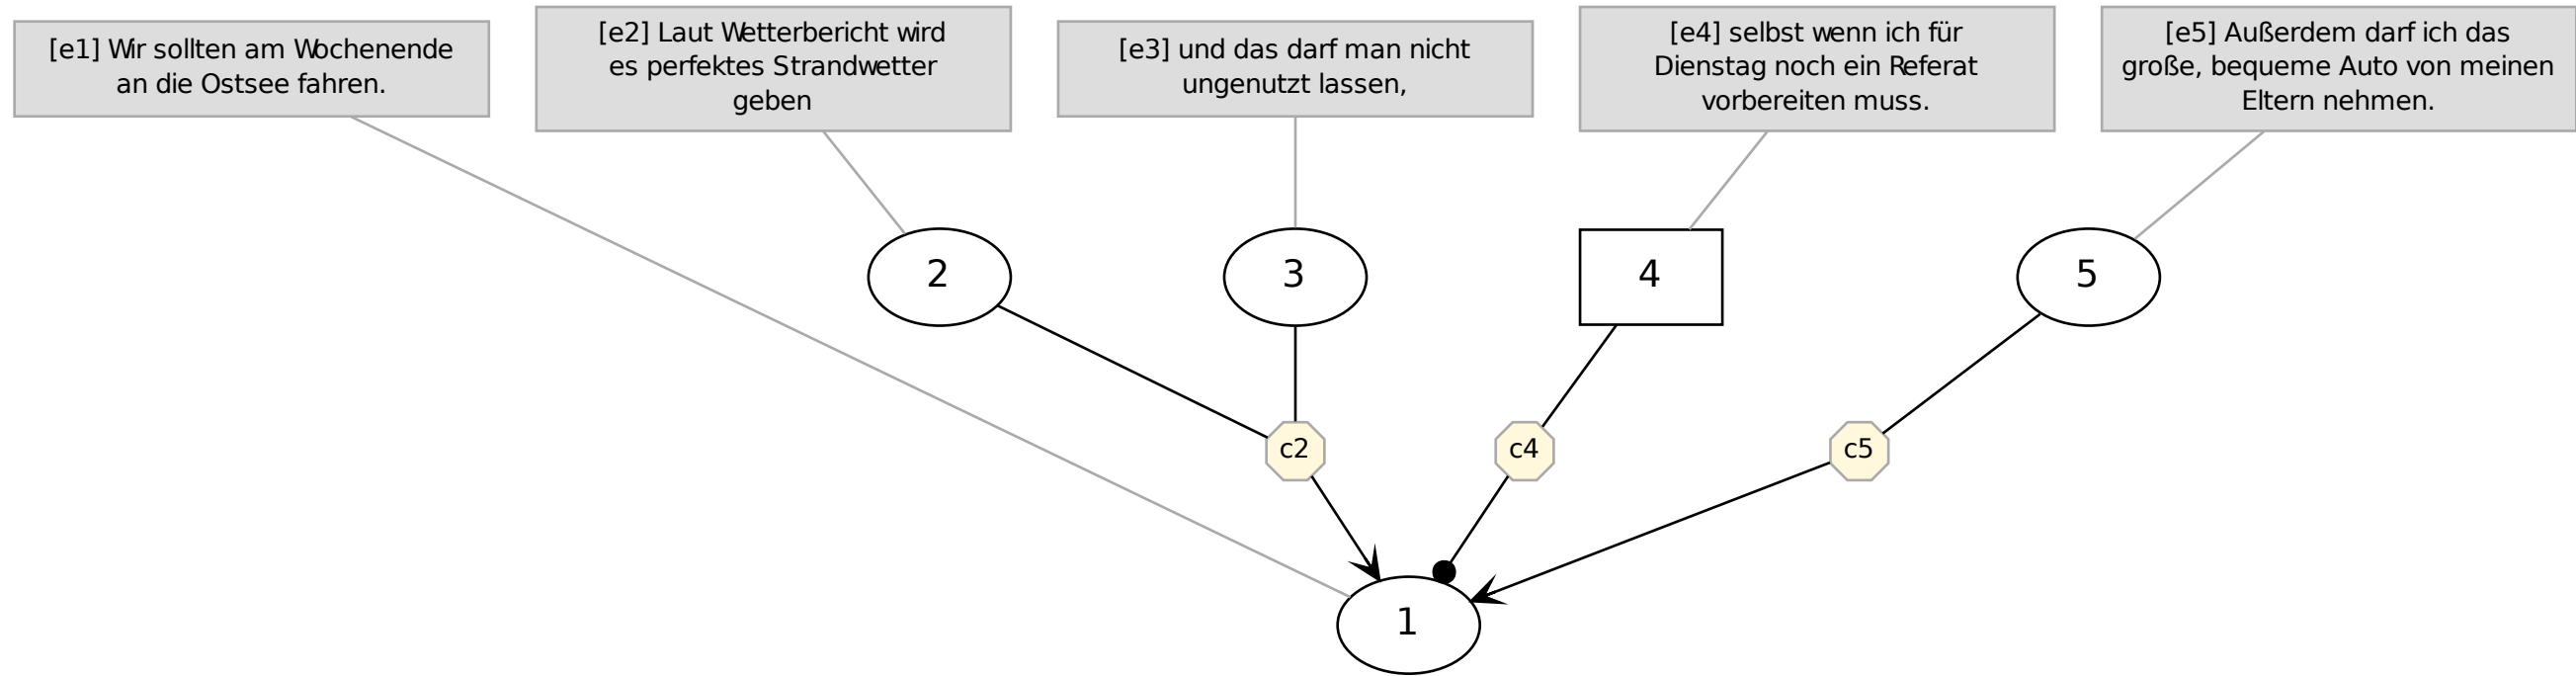 [e1] Wir sollten am Wochenende
an die Ostsee fahren.
[e2] Laut Wetterbericht wird
es perfektes Strandwetter
geben
[e3] und das darf man nicht
ungenutzt lassen,
[e4] selbst wenn ich für
Dienstag noch ein Referat
vorbereiten muss.
[e5] Außerdem darf ich das
große, bequeme Auto von meinen
Eltern nehmen.
2
3
4
5
c2
c4
c5
1